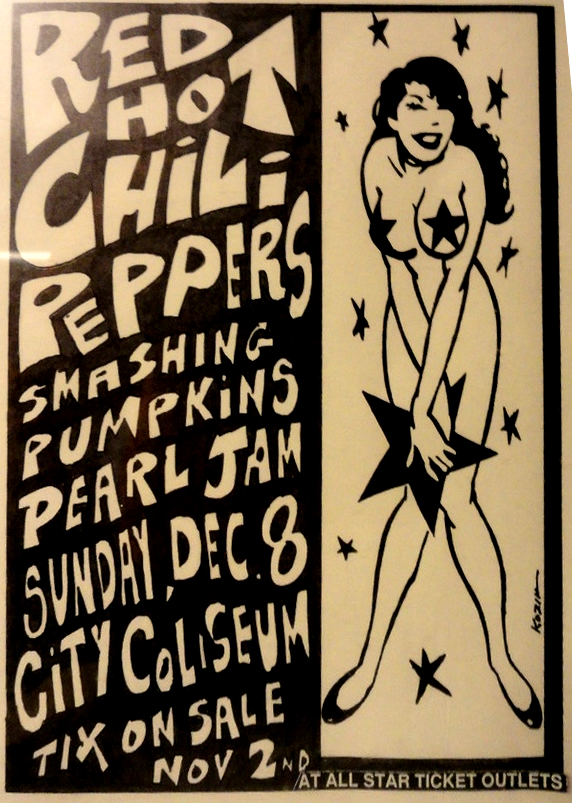 RED
HOT
CHiLi
PEPPERS
SMASHING
PUMPKiNS
PEARL JAM
SUNDAY, DEC. 8
CiTY COLiSEUM
TIX ON SALE
NOV 2ND
AT ALL STAR TICKET OUTLETS
KOZIK